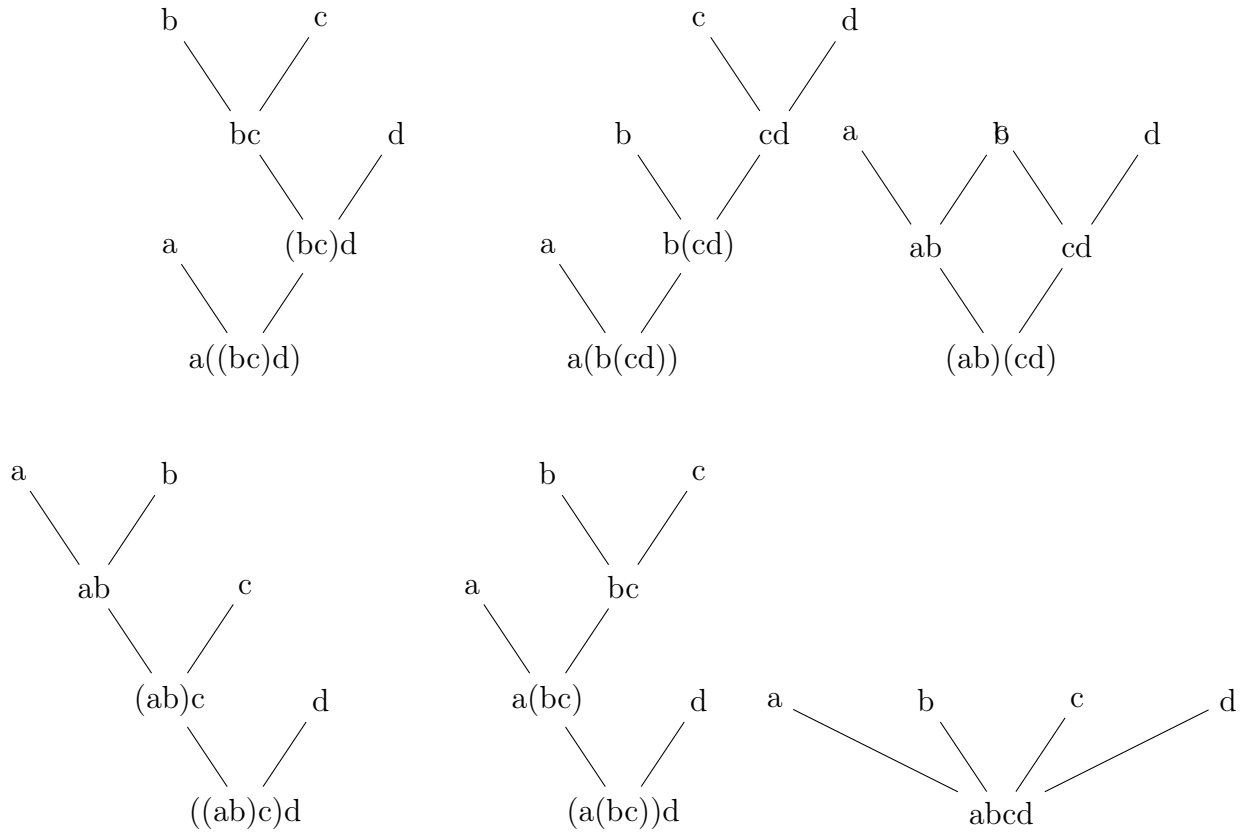 b c c d
bc d b cd a b c d
a (bc)d a b(cd) ab cd
a((bc)d) a(b(cd)) (ab)(cd)
a b b c
ab c a bc
(ab)c d a(bc) d a b c d
((ab)c)d (a(bc))d abcd